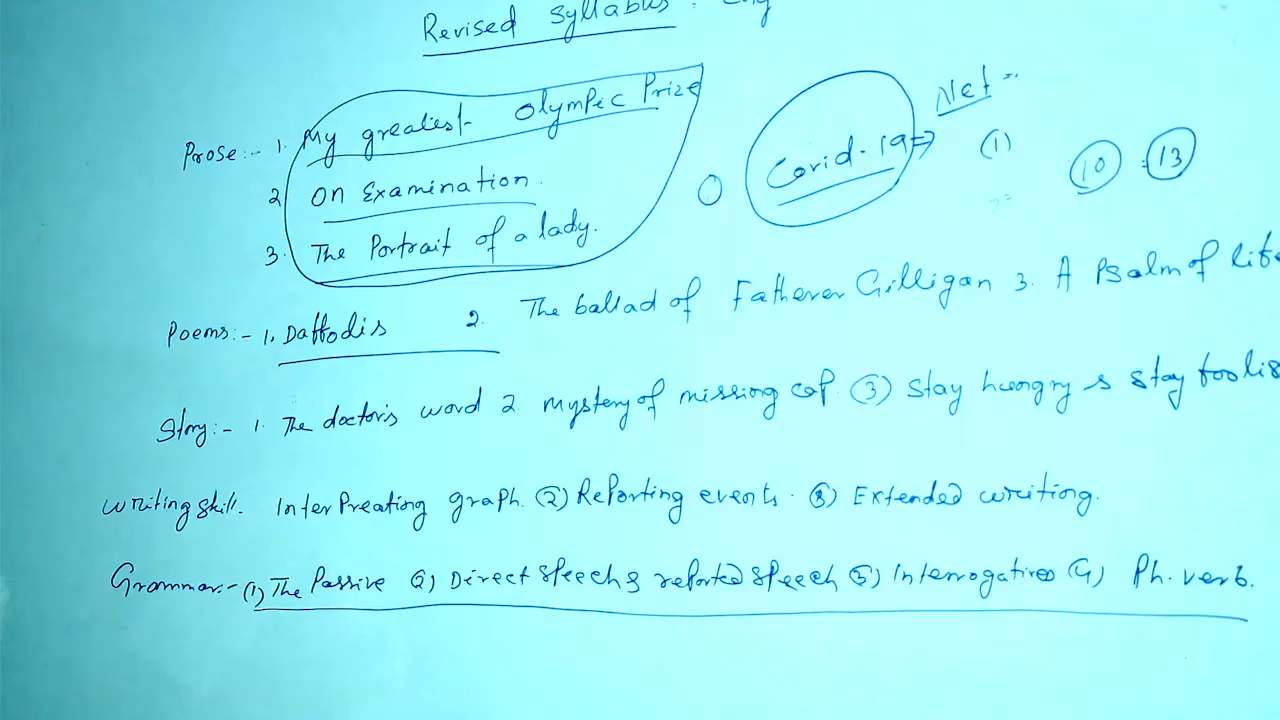 Revised Syllabus : Eng
Prose:- 1. My greatest Olympic Prize
2 On Examination.
3. The Portrait of a lady.
Covid-19 ⇒ Net
(1) 10 13
Poems:- 1. Daffodis 2. The ballad of Fatherer Gilligan 3. A Psalm of life
Story:- 1. The doctor's word 2. mystery of missing cap ③ Stay hungry & stay foolis
writing skill. InterPreating graph. ② Reporting events. ③ Extended writing.
Grammar:- (1) The Passive 2) Direct speech & reported speech 3) Interrogatives (4) Ph. verb.